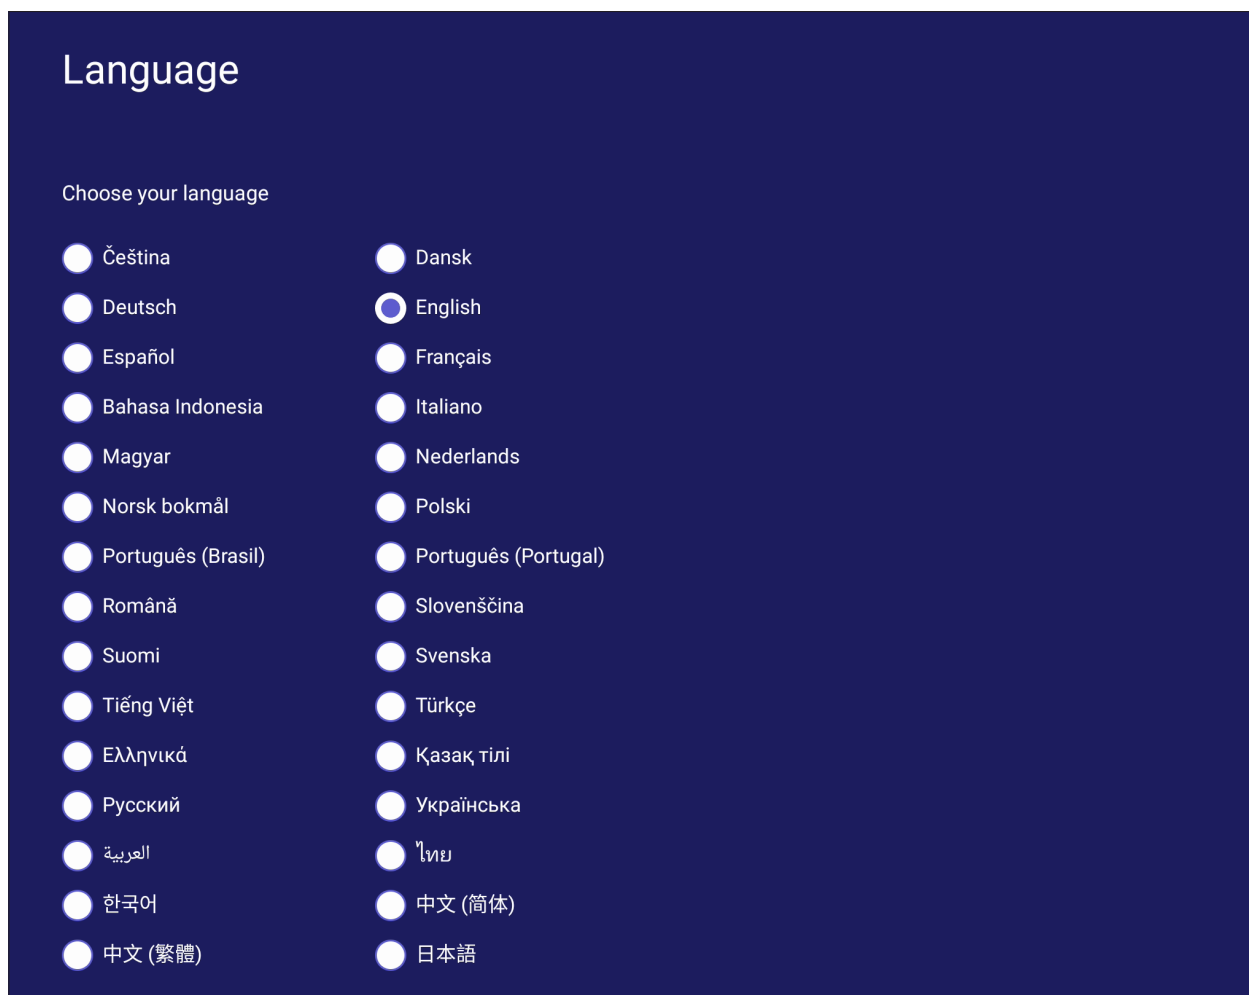 Language
Choose your language
Čeština
Dansk
Deutsch
English
Español
Français
Bahasa Indonesia
Italiano
Magyar
Nederlands
Norsk bokmål
Polski
Português (Brasil)
Português (Portugal)
Română
Slovenščina
Suomi
Svenska
Tiếng Việt
Türkçe
Ελληνικά
Қазақ тілі
Русский
Українська
العربية
ไทย
한국어
中文 (简体)
中文 (繁體)
日本語